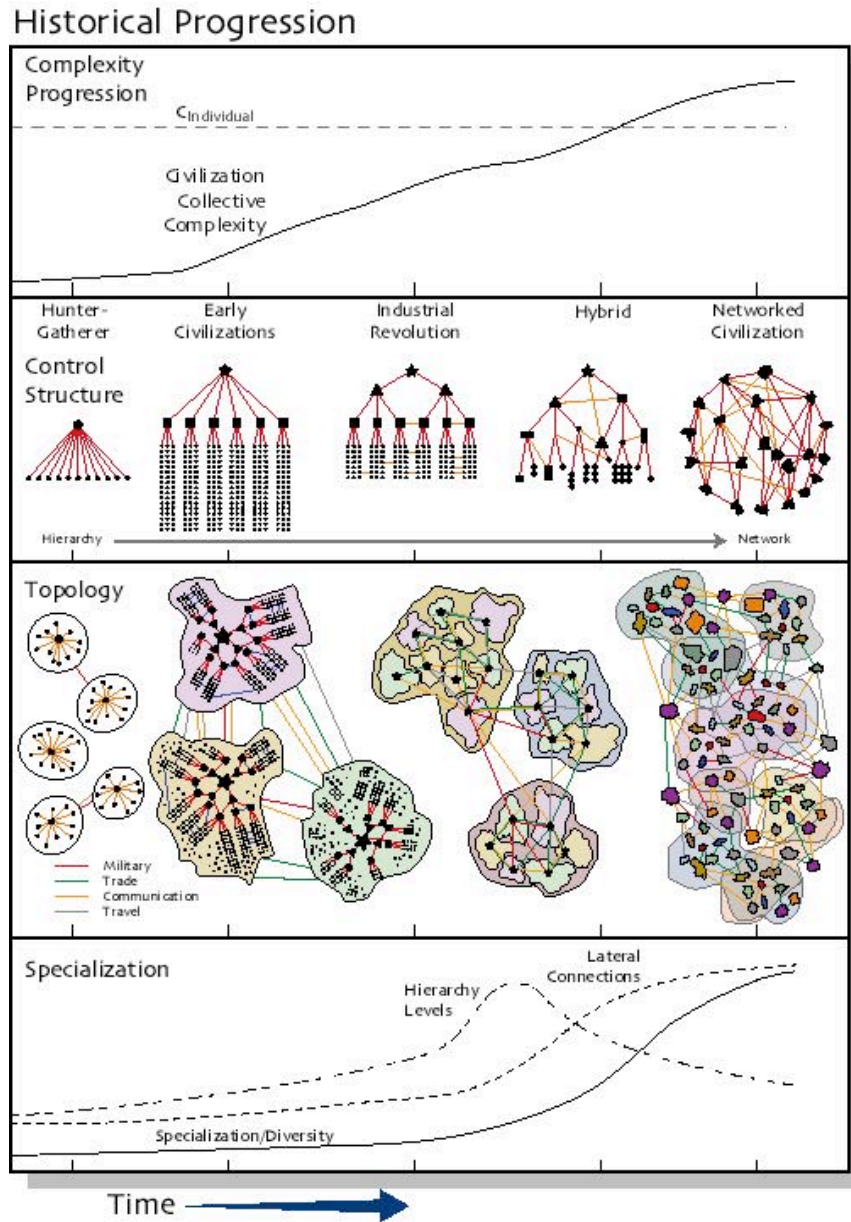 Historical Progression
Complexity
Progression
CIndividual
Civilization
Collective
Complexity
Hunter-
Gatherer
Early
Civilizations
Industrial
Revolution
Hybrid
Networked
Civilization
Control
Structure
Hierarchy
Network
Topology
Military
Trade
Communication
Travel
Specialization
Hierarchy
Levels
Lateral
Connections
Specialization/Diversity
Time